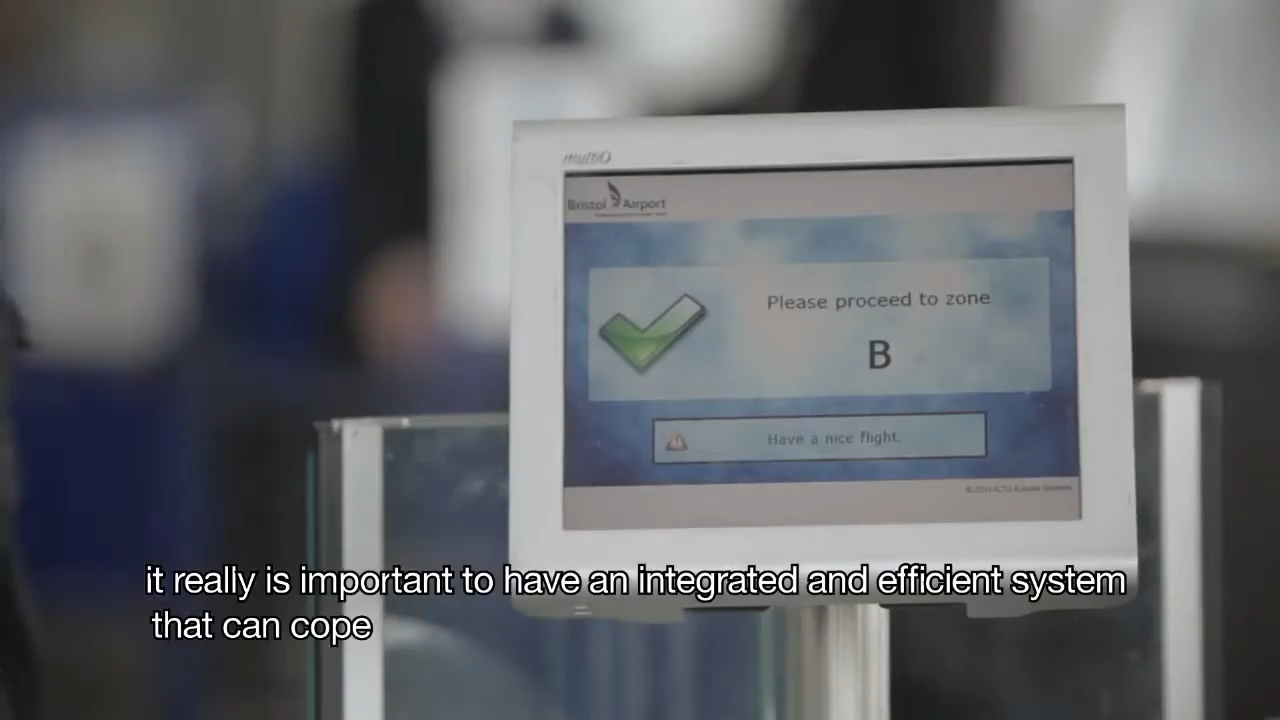 multiQ
Bristol Airport
Please proceed to zone
B
Have a nice flight.
it really is important to have an integrated and efficient system
that can cope